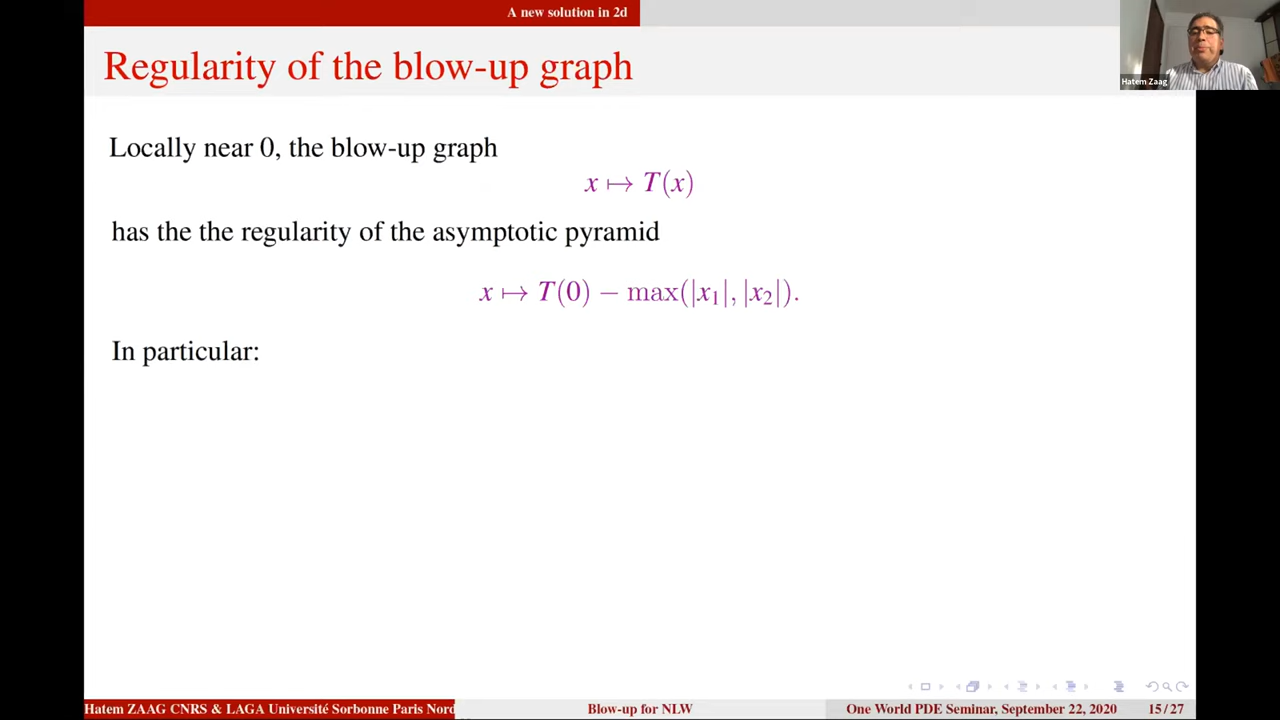 A new solution in 2d
Regularity of the blow-up graph
Hatem Zaag
Locally near 0, the blow-up graph
x ↦ T(x)
has the the regularity of the asymptotic pyramid
x ↦ T(0) − max(|x₁|, |x₂|).
In particular:
Hatem ZAAG CNRS & LAGA Université Sorbonne Paris Nord
Blow-up for NLW
One World PDE Seminar, September 22, 2020
15 / 27